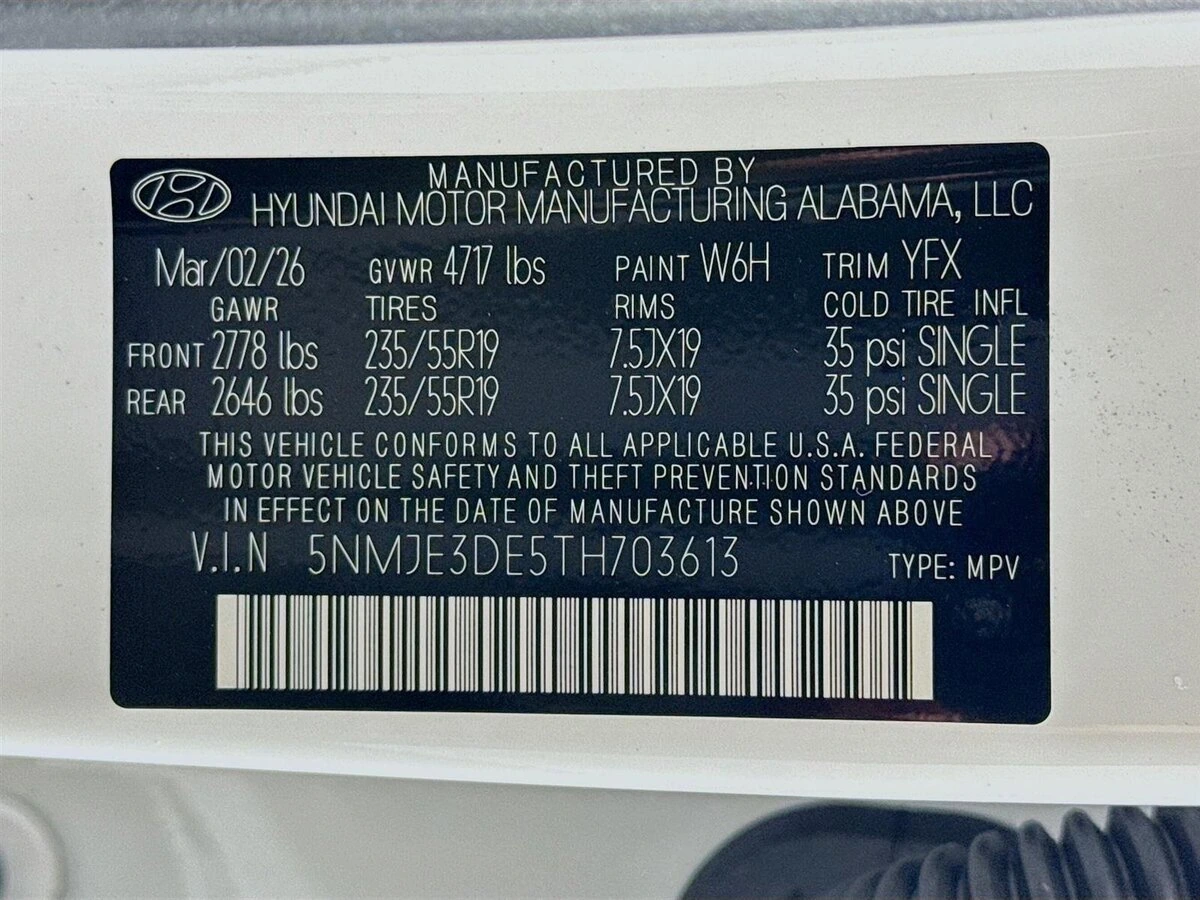 MANUFACTURED BY
HYUNDAI MOTOR MANUFACTURING ALABAMA, LLC
Mar/02/26 GVWR 4717 lbs PAINT W6H TRIM YFX
GAWR TIRES RIMS COLD TIRE INFL
FRONT 2778 lbs 235/55R19 7.5JX19 35 psi SINGLE
REAR 2646 lbs 235/55R19 7.5JX19 35 psi SINGLE
THIS VEHICLE CONFORMS TO ALL APPLICABLE U.S.A. FEDERAL
MOTOR VEHICLE SAFETY AND THEFT PREVENTION STANDARDS
IN EFFECT ON THE DATE OF MANUFACTURE SHOWN ABOVE
V.I.N 5NMJE3DE5TH703613 TYPE: MPV